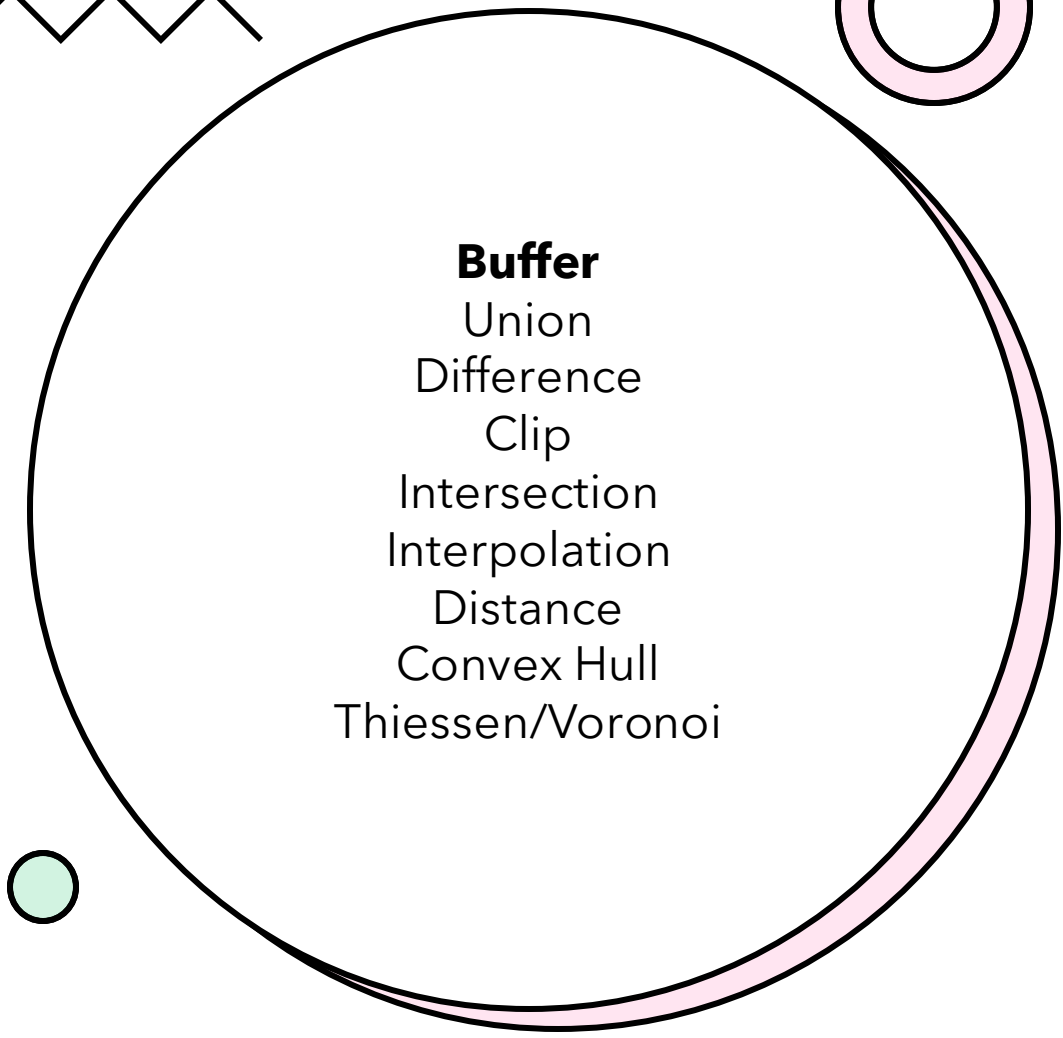 Buffer
Union
Difference
Clip
Intersection
Interpolation
Distance
Convex Hull
Thiessen/Voronoi